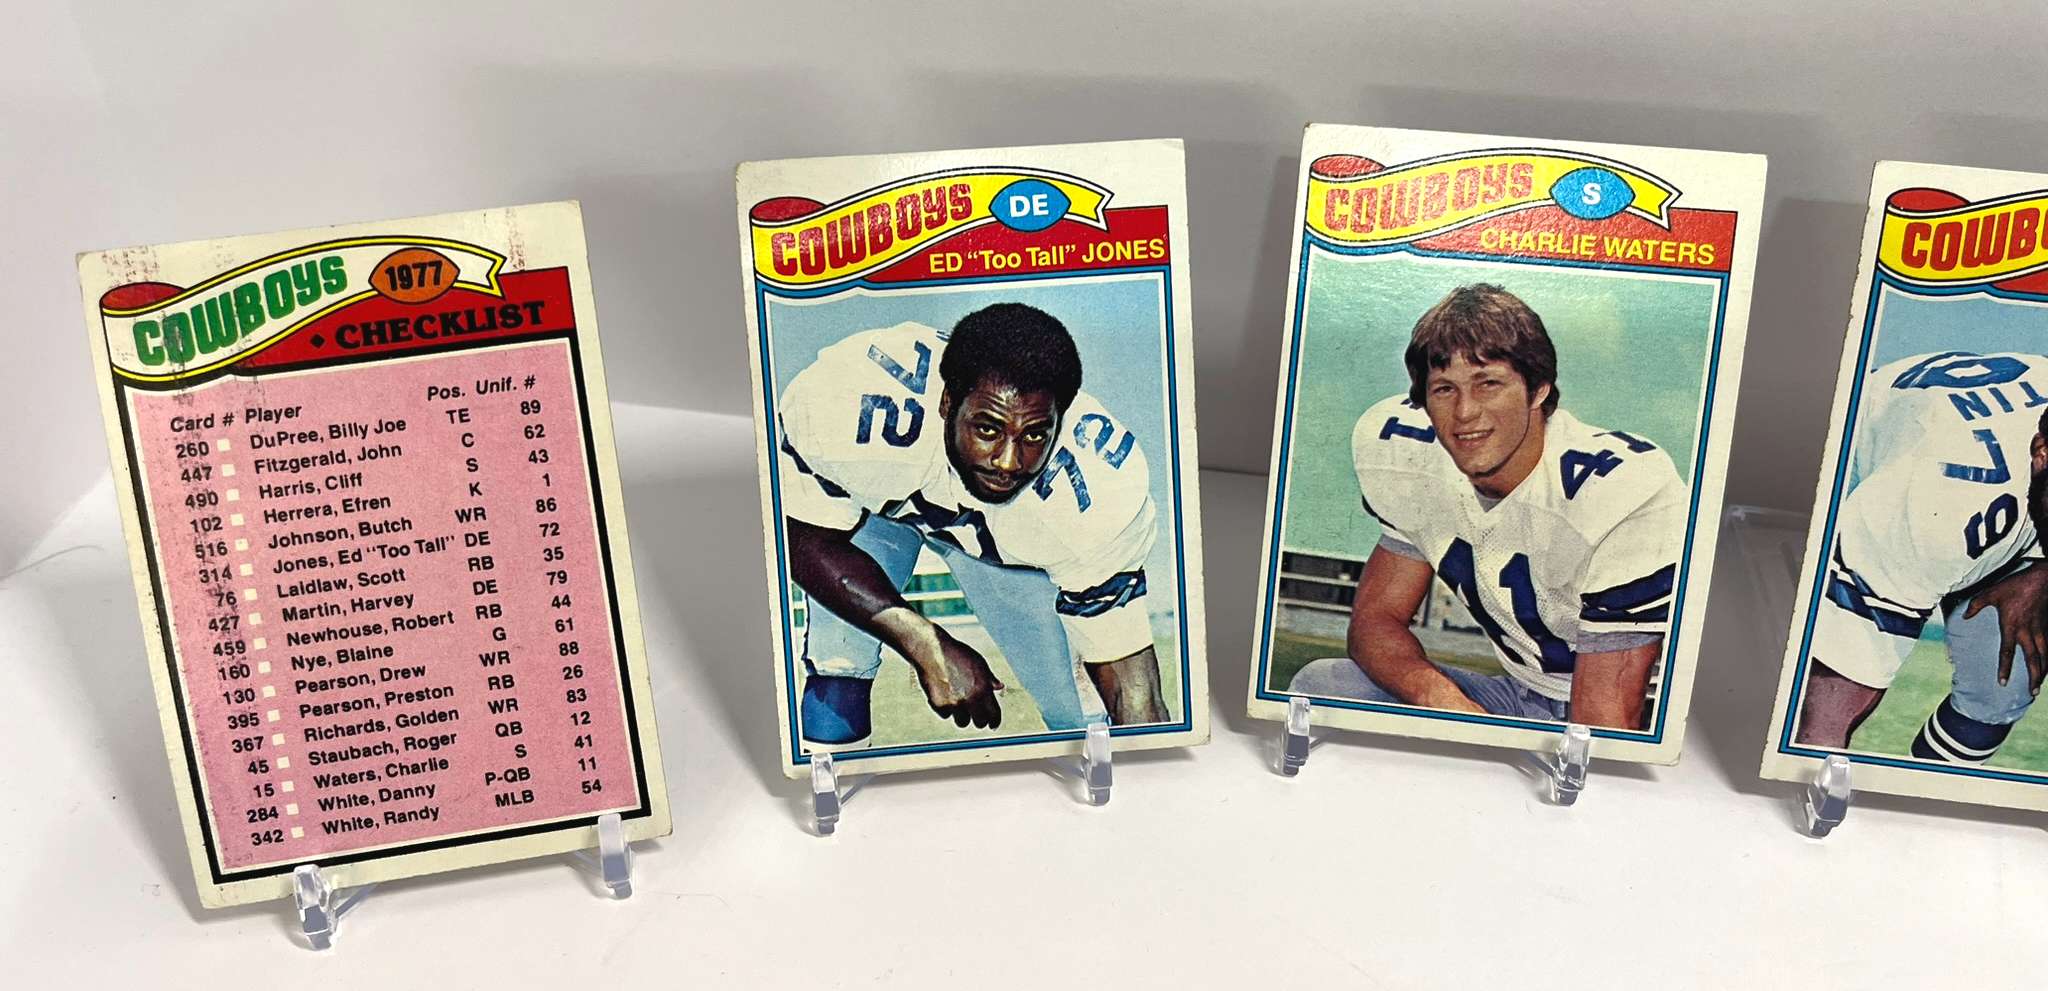 COWBOYS 1977
CHECKLIST
Card # Player Pos. Unif. #
260 DuPree, Billy Joe TE 89
447 Fitzgerald, John C 62
490 Harris, Cliff S 43
102 Herrera, Efren K 1
516 Johnson, Butch WR 86
314 Jones, Ed "Too Tall" DE 72
76 Laidlaw, Scott RB 35
427 Martin, Harvey DE 79
459 Newhouse, Robert RB 44
160 Nye, Blaine G 61
130 Pearson, Drew WR 88
395 Pearson, Preston RB 26
367 Richards, Golden WR 83
45 Staubach, Roger QB 12
15 Waters, Charlie S 41
284 White, Danny P-QB 11
342 White, Randy MLB 54
COWBOYS DE
ED "Too Tall" JONES
72
72
COWBOYS S
CHARLIE WATERS
41
41
COWB
TIN
79